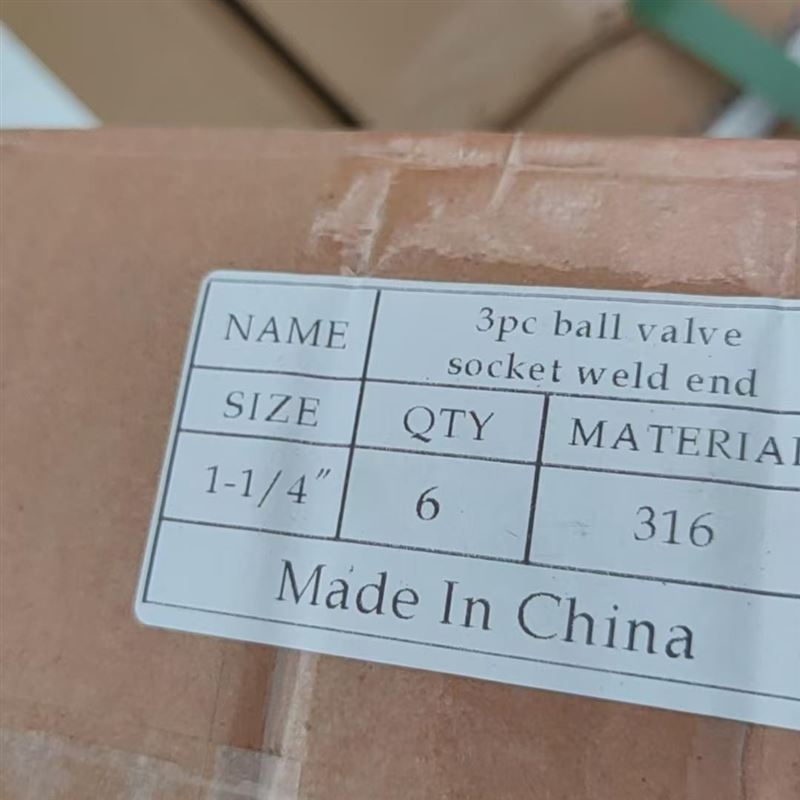 NAME 3pc ball valve
socket weld end
SIZE QTY MATERIAL
1-1/4" 6 316
Made In China